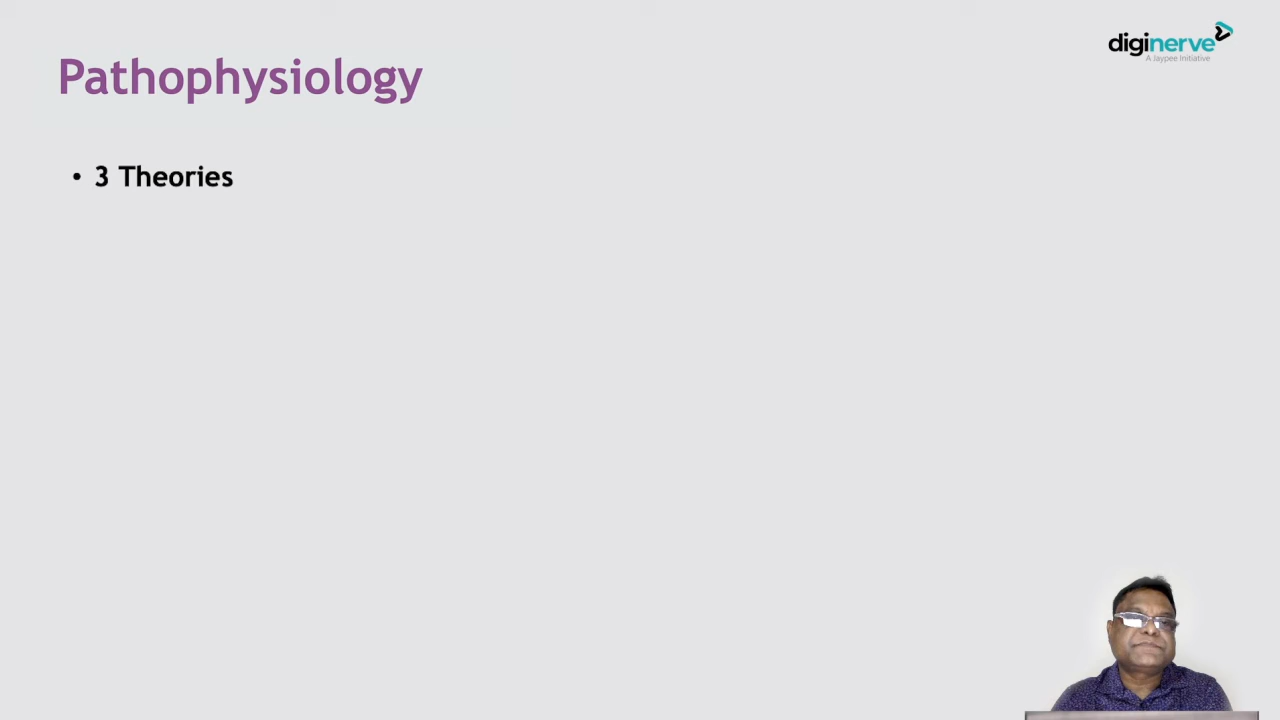 diginerve
A Jaypee Initiative
Pathophysiology
• 3 Theories